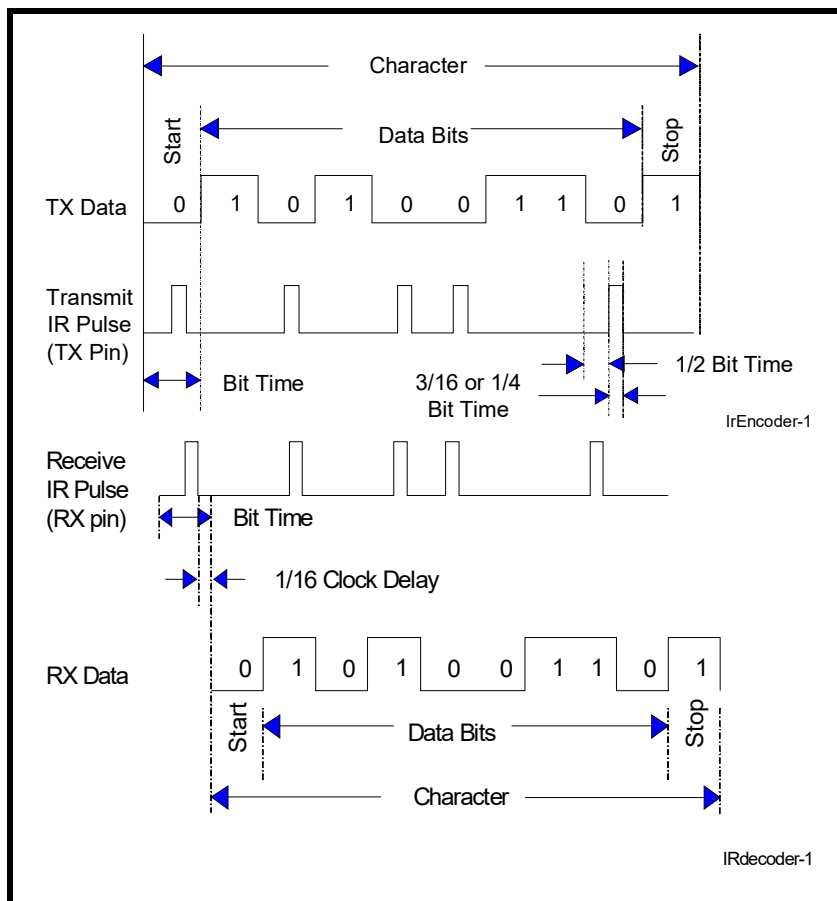 Character
Start
Data Bits
Stop
TX Data
0 1 0 1 0 0 1 1 0 1
Transmit
IR Pulse
(TX Pin)
Bit Time
3/16 or 1/4
Bit Time
1/2 Bit Time
IrEncoder-1
Receive
IR Pulse
(RX pin)
Bit Time
1/16 Clock Delay
RX Data
0 1 0 1 0 0 1 1 0 1
Start
Data Bits
Stop
Character
IRdecoder-1